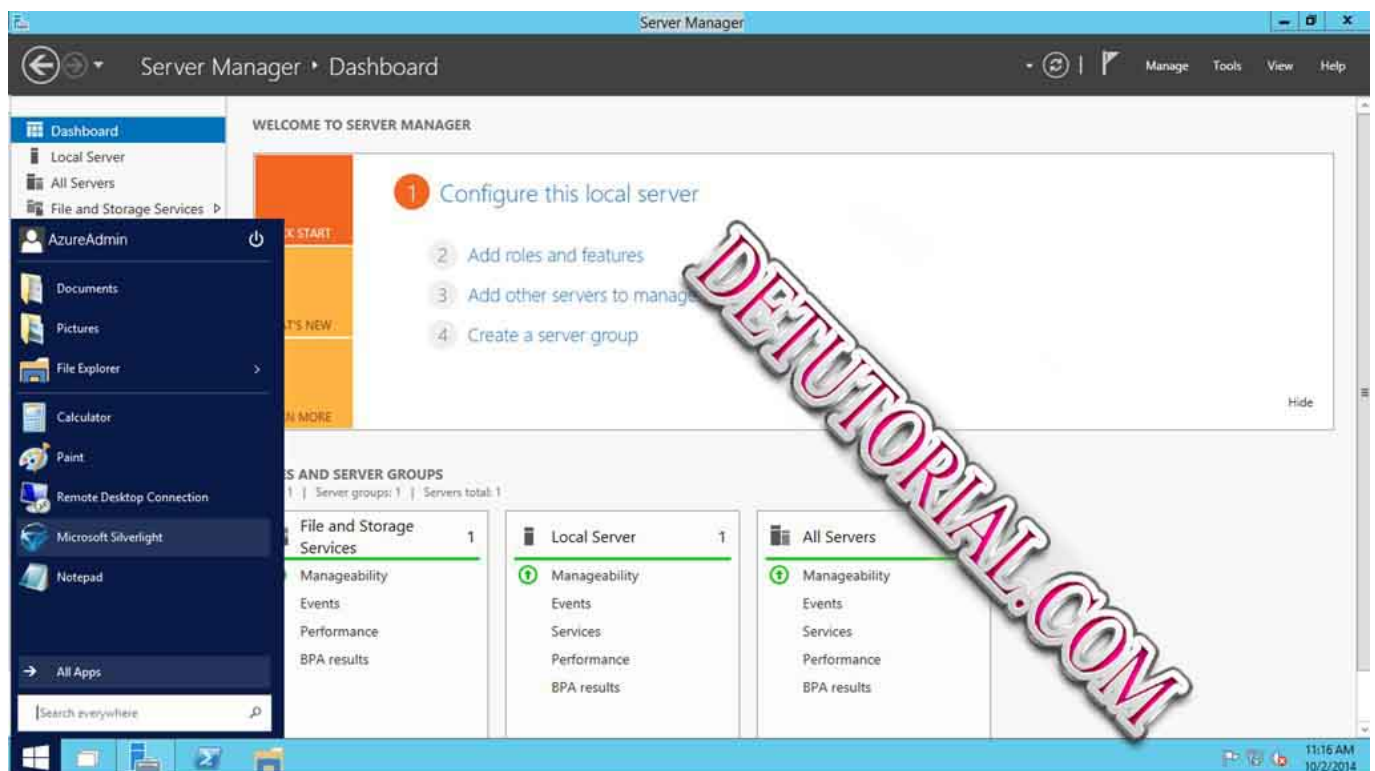 Server Manager
Server Manager • Dashboard
Manage Tools View Help
Dashboard
Local Server
All Servers
File and Storage Services
WELCOME TO SERVER MANAGER
1 Configure this local server
START
2 Add roles and features
3 Add other servers to manage
4 Create a server group
NEW
MORE
Hide
AzureAdmin
Documents
Pictures
File Explorer
Calculator
Paint
Remote Desktop Connection
Microsoft Silverlight
Notepad
All Apps
Search everywhere
AND SERVER GROUPS
1 | Server groups: 1 | Servers total: 1
File and Storage Services 1
Manageability
Events
Performance
BPA results
Local Server 1
Manageability
Events
Services
Performance
BPA results
All Servers
Manageability
Events
Services
Performance
BPA results
DETUTORIAL.COM
11:16 AM
10/2/2014